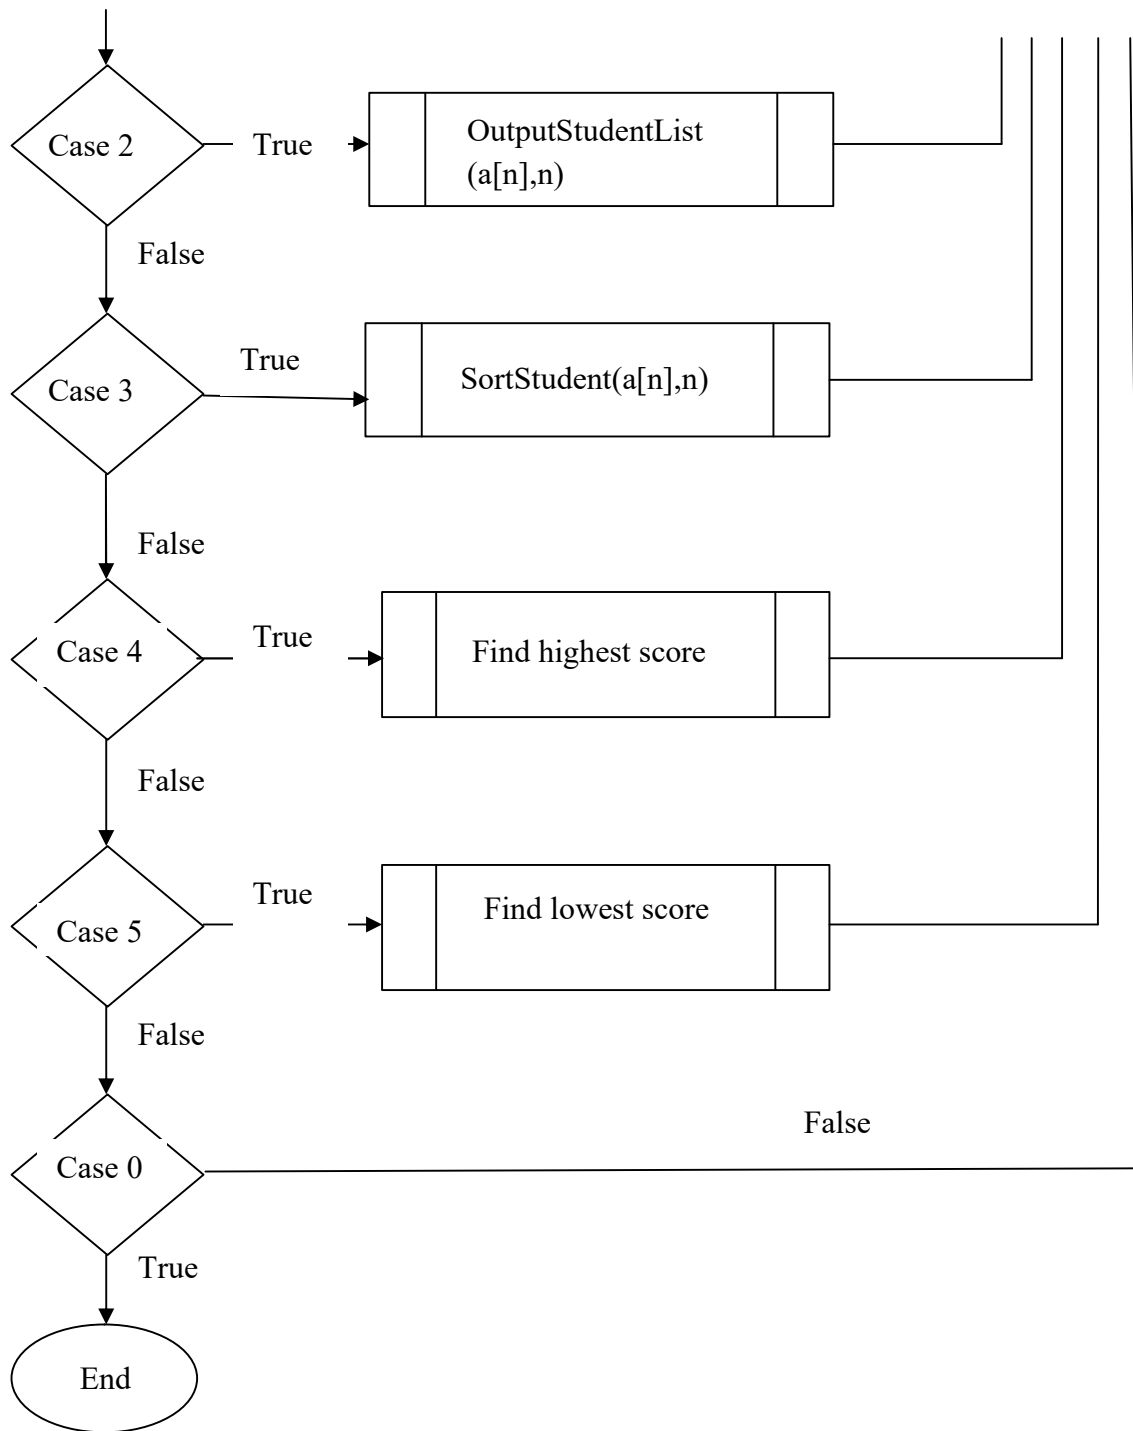 Case 2
True
OutputStudentList
(a[n],n)
False
Case 3
True
SortStudent(a[n],n)
False
Case 4
True
Find highest score
False
Case 5
True
Find lowest score
False
Case 0
False
True
End